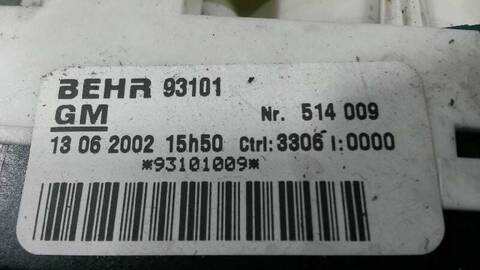 BEHR 93101
GM Nr. 514 009
13 06 2002 15h50 Ctrl:3306 I:0000
*93101009*